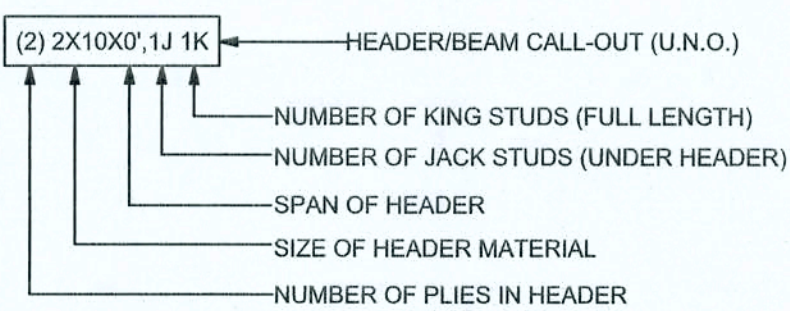 (2) 2X10X0',1J 1K
HEADER/BEAM CALL-OUT (U.N.O.)
NUMBER OF KING STUDS (FULL LENGTH)
NUMBER OF JACK STUDS (UNDER HEADER)
SPAN OF HEADER
SIZE OF HEADER MATERIAL
NUMBER OF PLIES IN HEADER